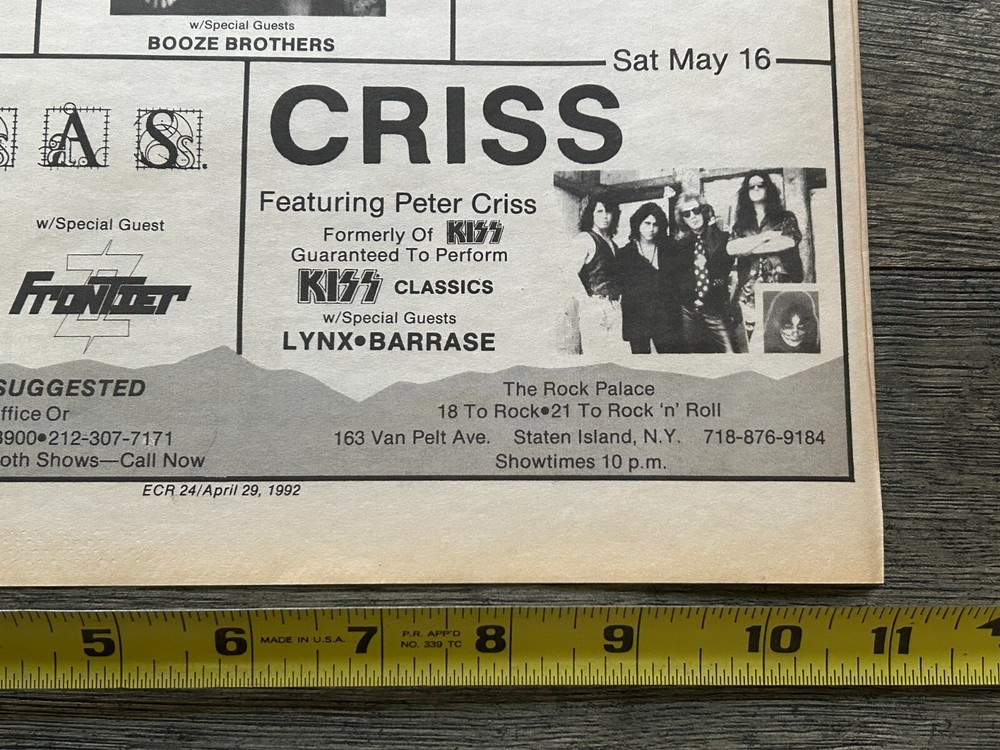 w/Special Guests
BOOZE BROTHERS
Sat May 16
A S.
w/Special Guest
FRONTIER
CRISS
Featuring Peter Criss
Formerly Of KISS
Guaranteed To Perform
KISS CLASSICS
w/Special Guests
LYNX•BARRASE
SUGGESTED
ffice Or
3900•212-307-7171
oth Shows—Call Now
The Rock Palace
18 To Rock•21 To Rock 'n' Roll
163 Van Pelt Ave. Staten Island, N.Y. 718-876-9184
Showtimes 10 p.m.
ECR 24/April 29, 1992
5 6 MADE IN U.S.A. 7 P.R. APP'D NO. 339 TC 8 9 10 11